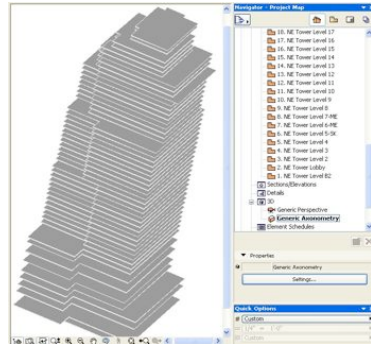 Navigator - Project Map
18. NE Tower Level 17
17. NE Tower Level 16
16. NE Tower Level 15
15. NE Tower Level 14
14. NE Tower Level 13
13. NE Tower Level 12
12. NE Tower Level 11
11. NE Tower Level 10
10. NE Tower Level 9
9. NE Tower Level 8
8. NE Tower Level 7-ME
7. NE Tower Level 6-ME
6. NE Tower Level 5-SK
5. NE Tower Level 4
4. NE Tower Level 3
3. NE Tower Level 2
2. NE Tower Lobby
1. NE Tower Level B2
Sections/Elevations
Details
3D
Generic Perspective
Generic Axonometry
Element Schedules
Properties
Generic Axonometry
Settings...
Quick Options
Custom
1/4" = 1'-0"
Custom